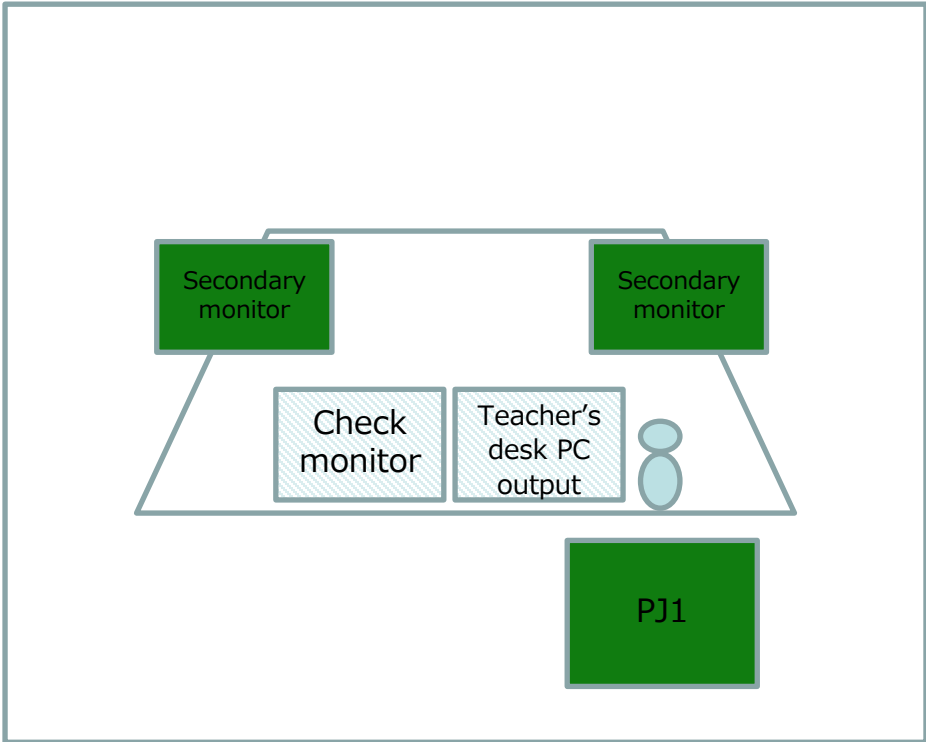 Secondary
monitor
Secondary
monitor
Check
monitor
Teacher’s
desk PC
output
PJ1